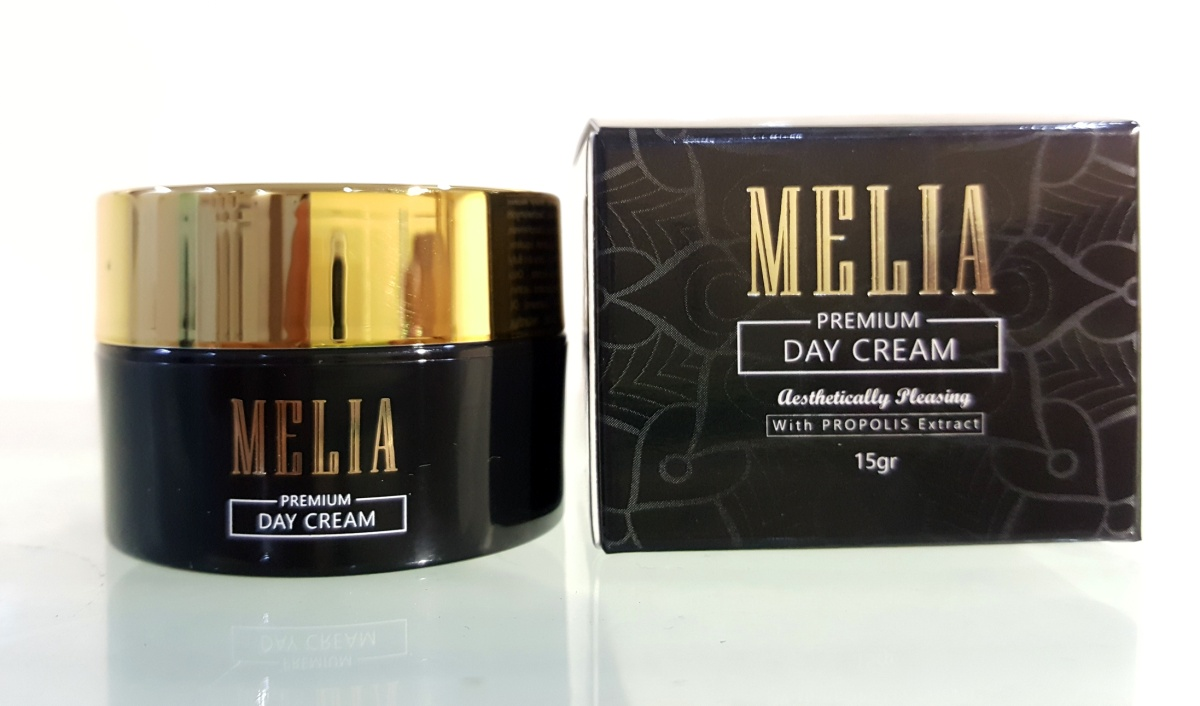 MELIA
PREMIUM
DAY CREAM
MELIA
PREMIUM
DAY CREAM
Aesthetically Pleasing
With PROPOLIS Extract
15gr